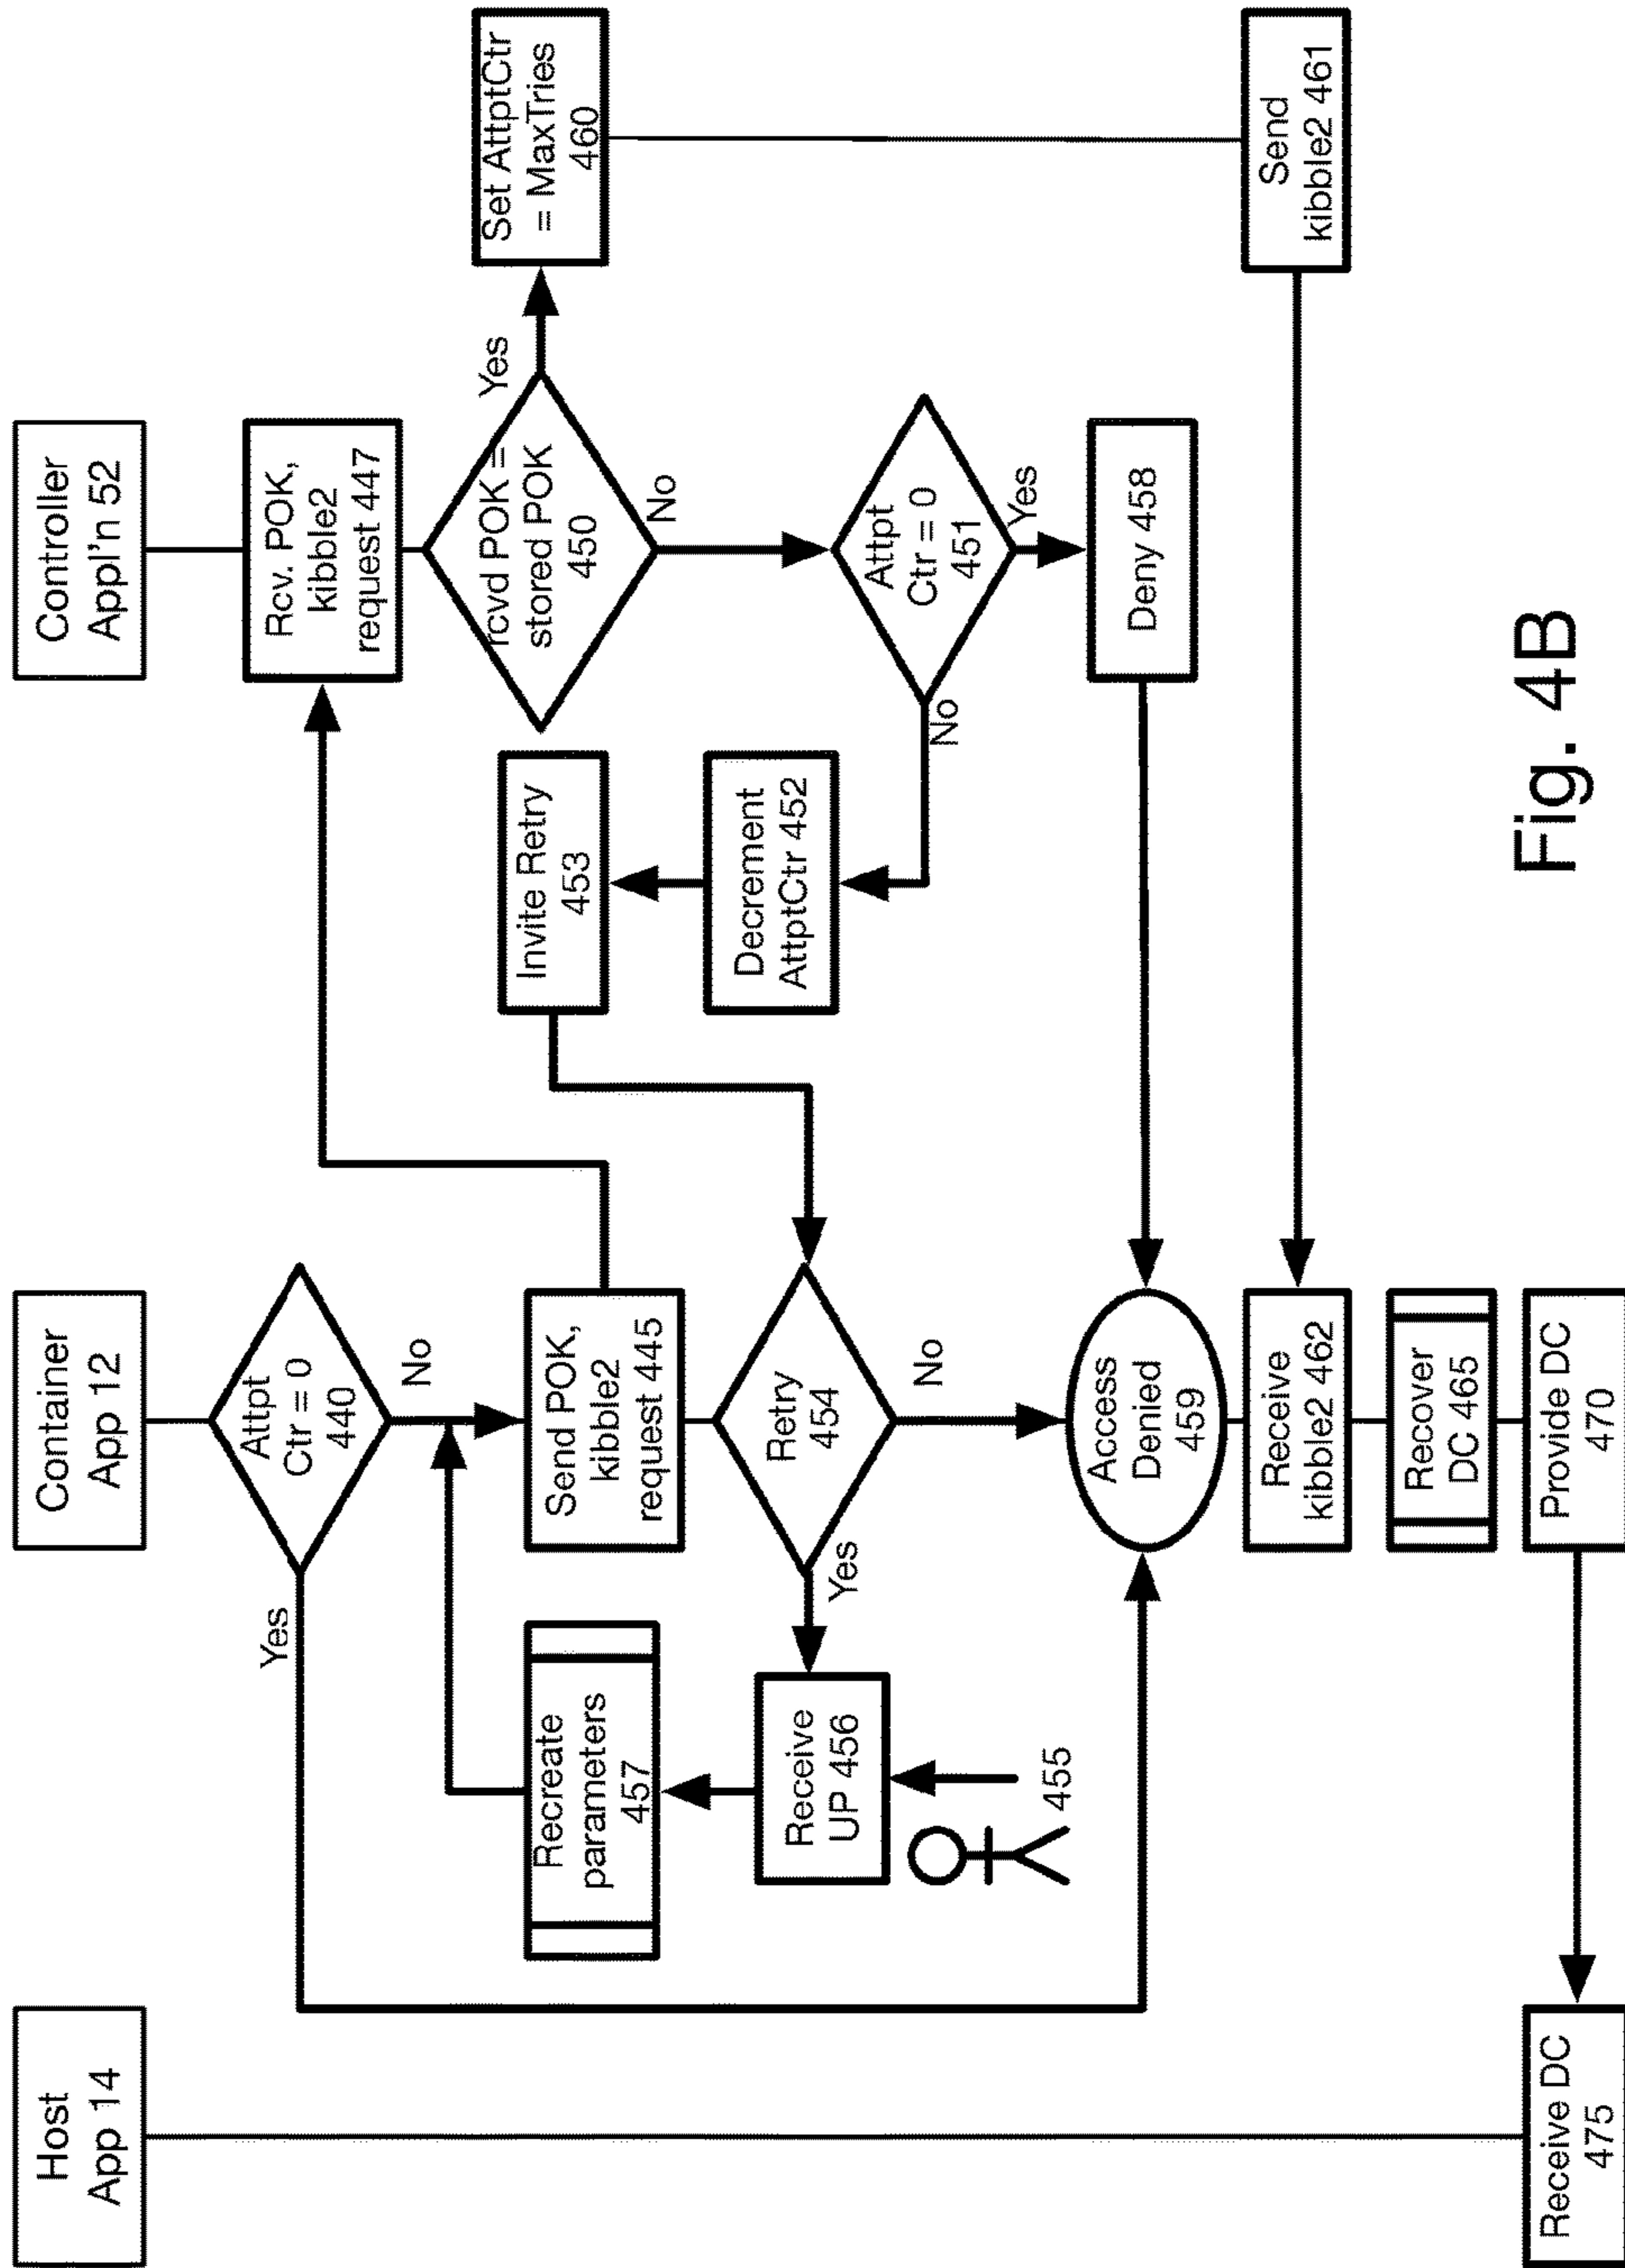 Host
App 14
Container
App 12
Controller
Appl'n 52
Attpt
Ctr = 0
440
Yes
No
Send POK,
kibble2
request 445
Rcv. POK,
kibble2
request 447
rcvd POK =
stored POK
450
Yes
No
Set AttptCtr
= MaxTries
460
Attpt
Ctr = 0
451
No
Yes
Decrement
AttptCtr 452
Invite Retry
453
Retry
454
Yes
No
Receive
UP 456
455
Recreate
parameters
457
Deny 458
Access
Denied
459
Send
kibble2 461
Receive
kibble2 462
Recover
DC 465
Provide DC
470
Receive DC
475
Fig. 4B